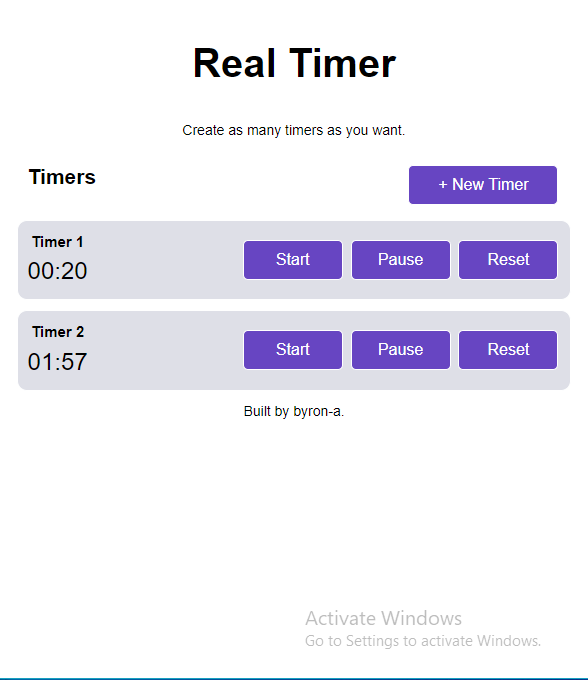 Real Timer
Create as many timers as you want.
Timers
+ New Timer
Timer 1
00:20
Start Pause Reset
Timer 2
01:57
Start Pause Reset
Built by byron-a.
Activate Windows
Go to Settings to activate Windows.